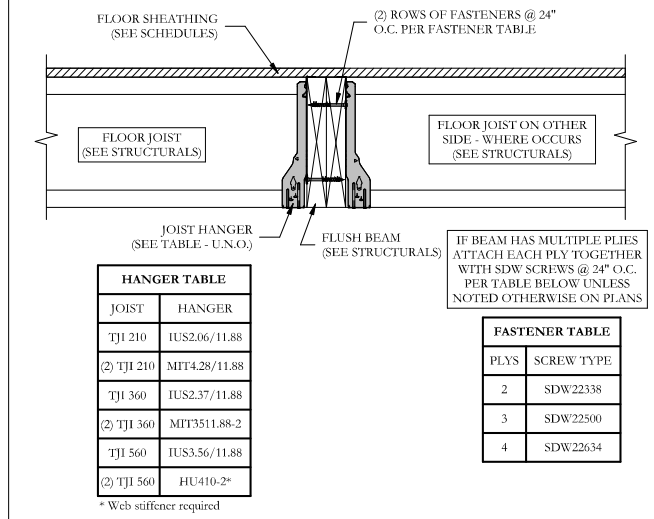 FLOOR SHEATHING
(SEE SCHEDULES)
(2) ROWS OF FASTENERS @ 24"
O.C. PER FASTENER TABLE
FLOOR JOIST
(SEE STRUCTURALS)
FLOOR JOIST ON OTHER
SIDE - WHERE OCCURS
(SEE STRUCTURALS)
JOIST HANGER
(SEE TABLE - U.N.O.)
FLUSH BEAM
(SEE STRUCTURALS)
IF BEAM HAS MULTIPLE PLIES
ATTACH EACH PLY TOGETHER
WITH SDW SCREWS @ 24" O.C.
PER TABLE BELOW UNLESS
NOTED OTHERWISE ON PLANS
HANGER TABLE
JOIST HANGER
TJI 210 IUS2.06/11.88
(2) TJI 210 MIT4.28/11.88
TJI 360 IUS2.37/11.88
(2) TJI 360 MIT3511.88-2
TJI 560 IUS3.56/11.88
(2) TJI 560 HU410-2*
* Web stiffener required
FASTENER TABLE
PLYS SCREW TYPE
2 SDW22338
3 SDW22500
4 SDW22634